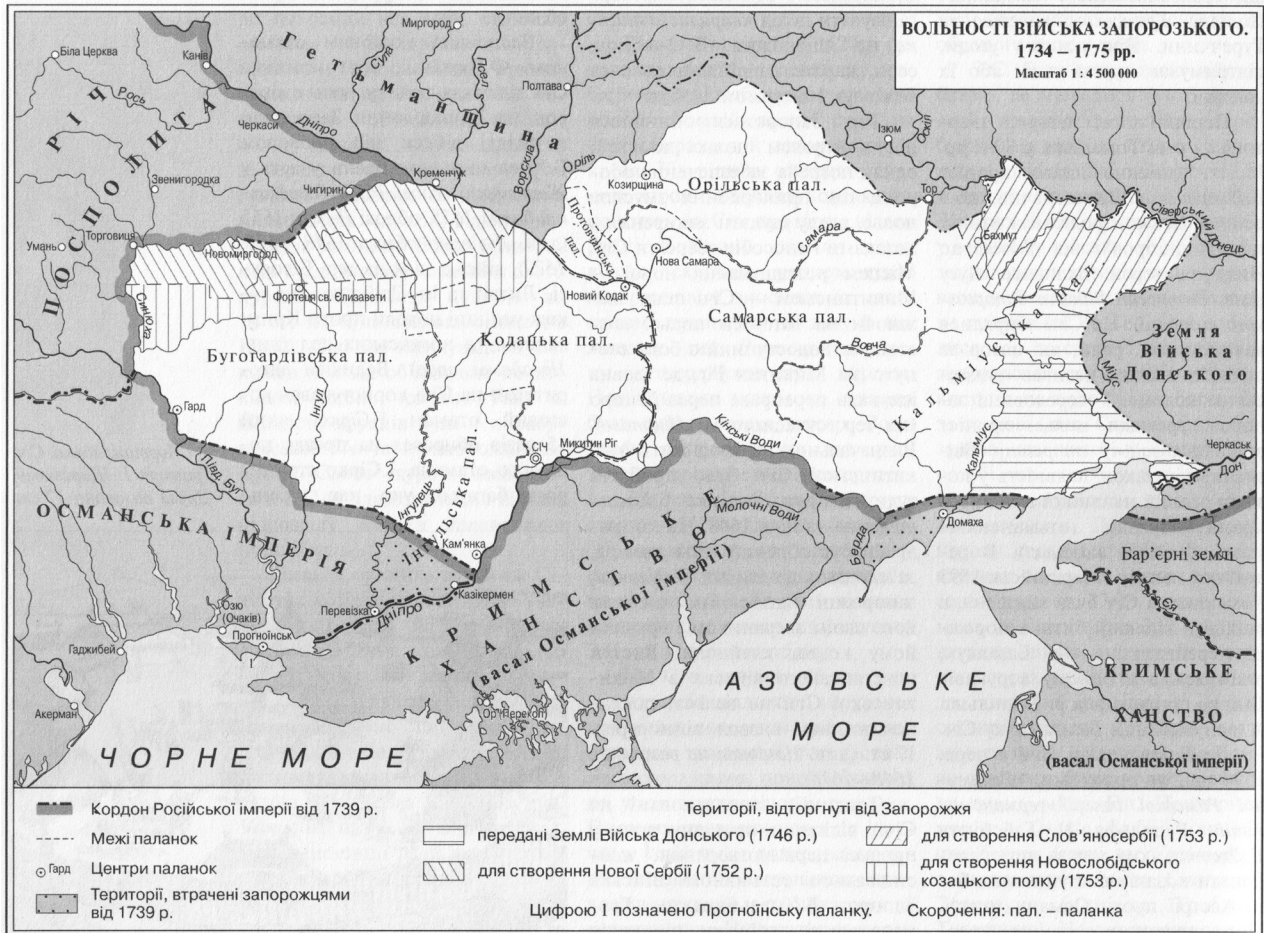 ВОЛЬНОСТІ ВІЙСЬКА ЗАПОРОЗЬКОГО.
1734 – 1775 рр.
Масштаб 1 : 4 500 000
Миргород
Біла Церква
Канів
Гетьманщина
Сула
Псел
Полтава
РІЧ
ПОСПОЛИТА
Рось
Черкаси
Дніпро
Ворскла
Ізюм
Оскіл
Звенигородка
Чигирин
Кременчук
Оріль
Козирщина
Орільська пал.
Тор
Сіверський Донець
Умань
Торговиця
Новомиргород
Протовчанська
пал.
Нова Самара
Самара
Бахмут
Фортеця св. Єлизавети
Новий Кодак
Синюха
Бугогардівська пал.
Кодацька пал.
Самарська пал.
Вовча
Кальміуська пал.
Земля
Війська
Донського
Міус
Гард
Інгул
Січ
Микитин Ріг
Кінські Води
Кальміус
Черкаськ
Дон
Півд. Буг
Інгулець
Інгульська пал.
Молочні Води
Домаха
ОСМАНСЬКА ІМПЕРІЯ
Кам'янка
Берда
Бар'єрні землі
Перевізка
Дніпро
Казікермен
Озю
(Очаків)
Прогноїнськ
I
КРИМСЬКЕ
ХАНСТВО
(васал Османської імперії)
Гаджибей
Ор (Перекоп)
Акерман
ЧОРНЕ МОРЕ
АЗОВСЬКЕ
МОРЕ
КРИМСЬКЕ
ХАНСТВО
(васал Османської імперії)
Кордон Російської імперії від 1739 р.
Межі паланок
Гард
Центри паланок
Території, втрачені запорожцями
від 1739 р.
Території, відторгнуті від Січі:
передані Землі Війська Донського (1746 р.)
для створення Нової Сербії (1752 р.)
для створення Слов'яносербії (1753 р.)
для створення Новослобідського
козацького полку (1753 р.)
Цифрою I позначено Прогноїнську паланку. Скорочення: пал. – паланка